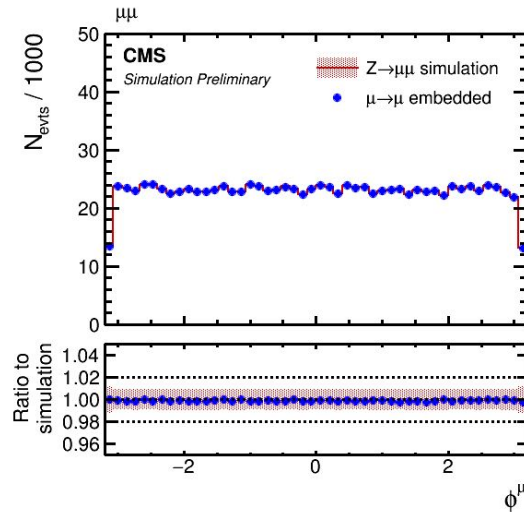 μμ
CMS
Simulation Preliminary
Z→μμ simulation
μ→μ embedded
N_evts / 1000
50
40
30
20
10
0
Ratio to
simulation
1.04
1.02
1.00
0.98
0.96
−2
0
2
ϕ^μ